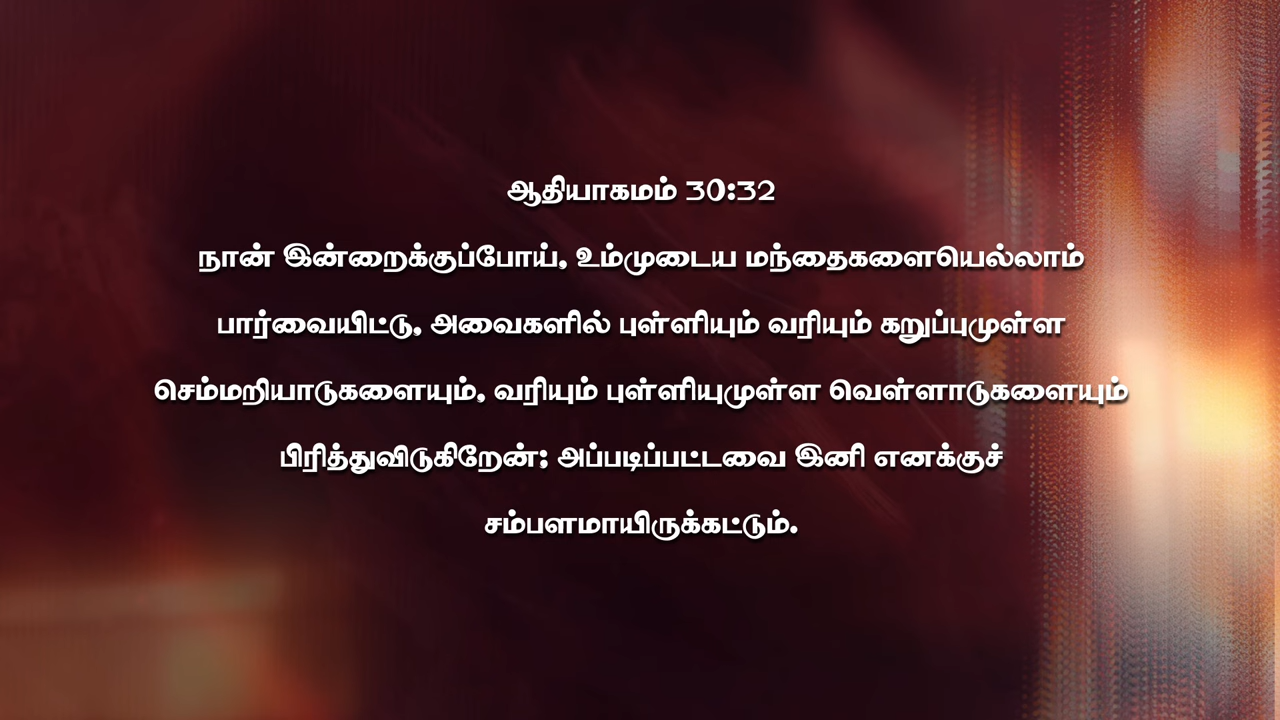 ஆதியாகமம் 30:32
நான் இன்றைக்குப்போய், உம்முடைய மந்தைகளையெல்லாம்
பார்வையிட்டு, அவைகளில் புள்ளியும் வரியும் கறுப்புமுள்ள
செம்மறியாடுகளையும், வரியும் புள்ளியுமுள்ள வெள்ளாடுகளையும்
பிரித்துவிடுகிறேன்; அப்படிப்பட்டவை இனி எனக்குச்
சம்பளமாயிருக்கட்டும்.